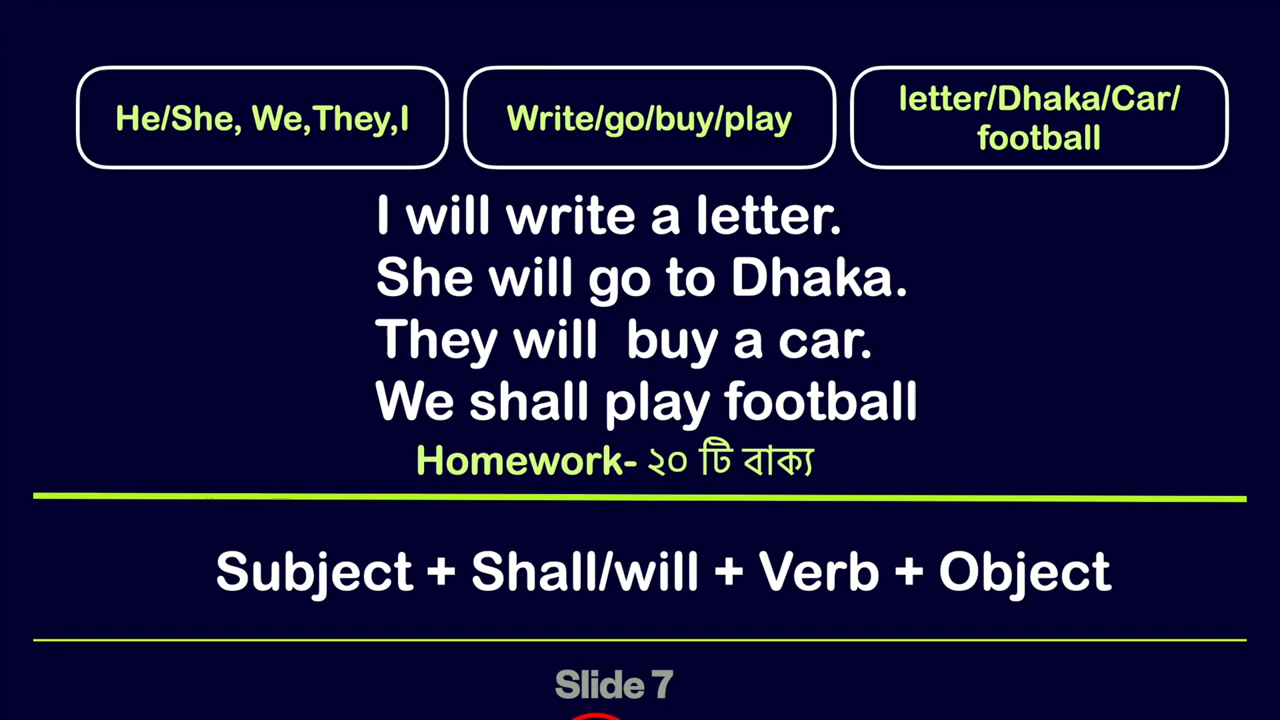 He/She, We,They,I
Write/go/buy/play
letter/Dhaka/Car/
football
I will write a letter.
She will go to Dhaka.
They will  buy a car.
We shall play football
Homework- ২০ টি বাক্য
Subject + Shall/will + Verb + Object
Slide 7